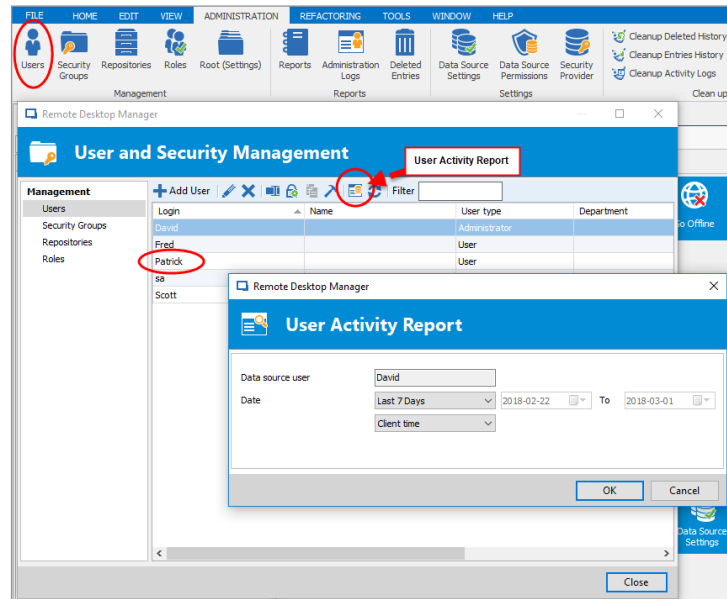 FILE HOME EDIT VIEW ADMINISTRATION REFACTORING TOOLS WINDOW HELP
Users Security Groups Repositories Roles Root (Settings) Reports Administration Logs Deleted Entries Data Source Settings Data Source Permissions Security Provider
Cleanup Deleted History
Cleanup Entries History
Cleanup Activity Logs
Management Reports Settings Clean up
Remote Desktop Manager
User and Security Management
User Activity Report
Management
Users
Security Groups
Repositories
Roles
Add User Filter
Login Name User type Department
David Administrator
Fred User
Patrick User
sa
Scott
Go Offline
Remote Desktop Manager
User Activity Report
Data source user David
Date Last 7 Days 2018-02-22 To 2018-03-01
Client time
OK Cancel
Data Source
Settings
Close